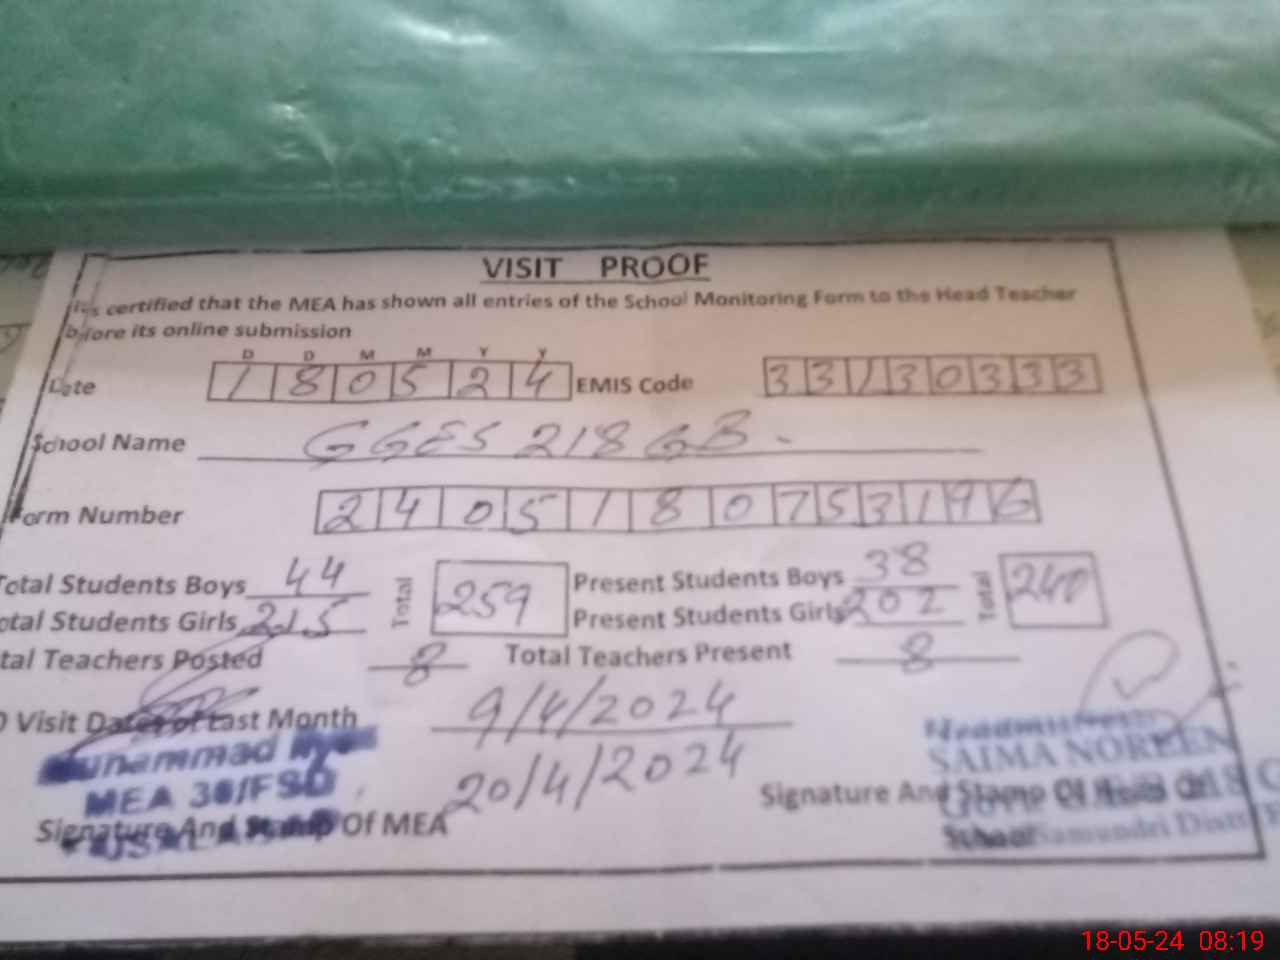 VISIT PROOF
certified that the MEA has shown all entries of the School Monitoring Form to the Head Teacher
before its online submission
D D M M Y Y
Date 1 8 0 5 2 4 EMIS Code 3 3 1 3 0 3 3 3
School Name GGES 218 GB.
Form Number 2 4 0 5 1 8 0 7 5 3 1 9 6
Total Students Boys 44 Total 259 Present Students Boys 38 Total 240
Total Students Girls 215 Present Students Girls 202
Total Teachers Posted 8 Total Teachers Present 8
Visit Date of Last Month 9/4/2024
20/4/2024
Muhammad
MEA 36/FSD
Signature And Stamp Of MEA
Headmistress
SAIMA NOREEN
Signature And Stamp Of Head Of
School Samundri Distt
18-05-24 08:19